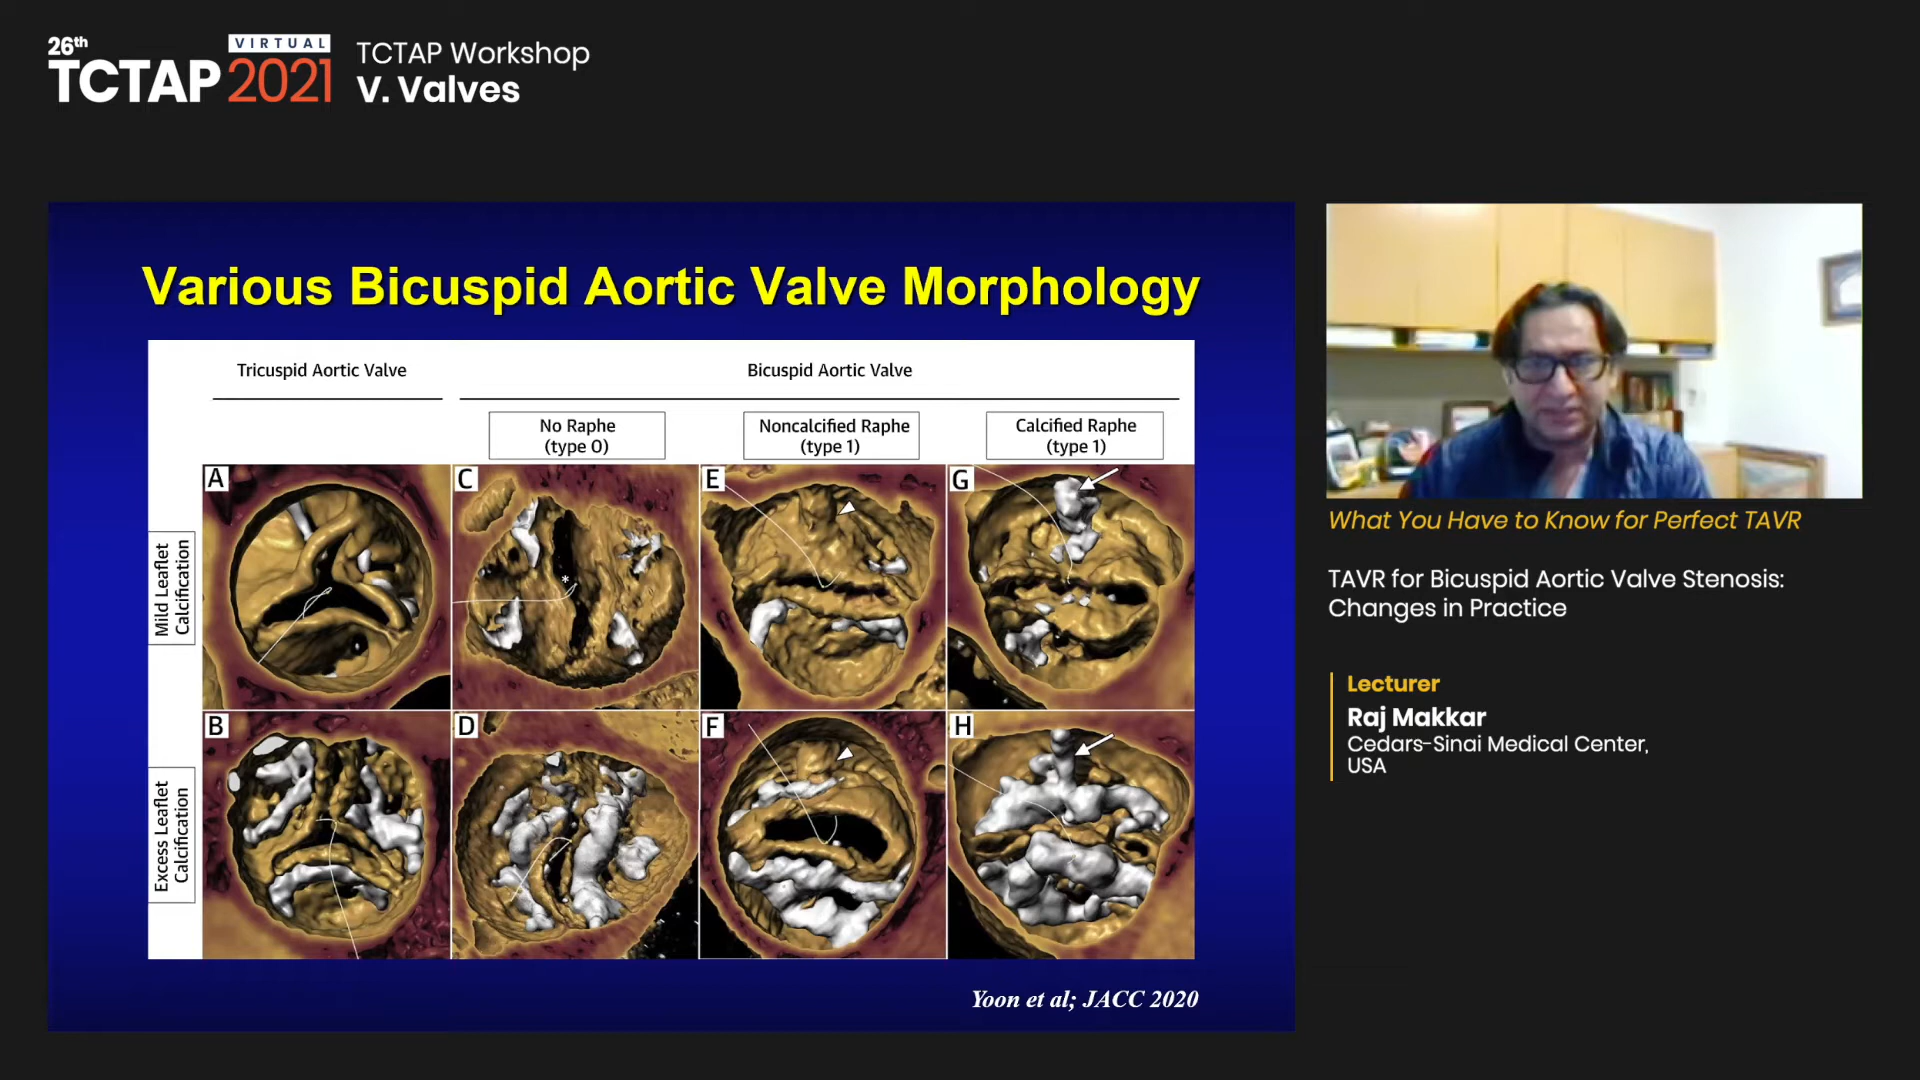 26th
VIRTUAL
TCTAP 2021
TCTAP Workshop
V. Valves
Various Bicuspid Aortic Valve Morphology
Tricuspid Aortic Valve
Bicuspid Aortic Valve
No Raphe
(type 0)
Noncalcified Raphe
(type 1)
Calcified Raphe
(type 1)
Mild Leaflet
Calcification
A
C
E
G
*
Excess Leaflet
Calcification
B
D
F
H
Yoon et al; JACC 2020
What You Have to Know for Perfect TAVR
TAVR for Bicuspid Aortic Valve Stenosis:
Changes in Practice
Lecturer
Raj Makkar
Cedars-Sinai Medical Center,
USA